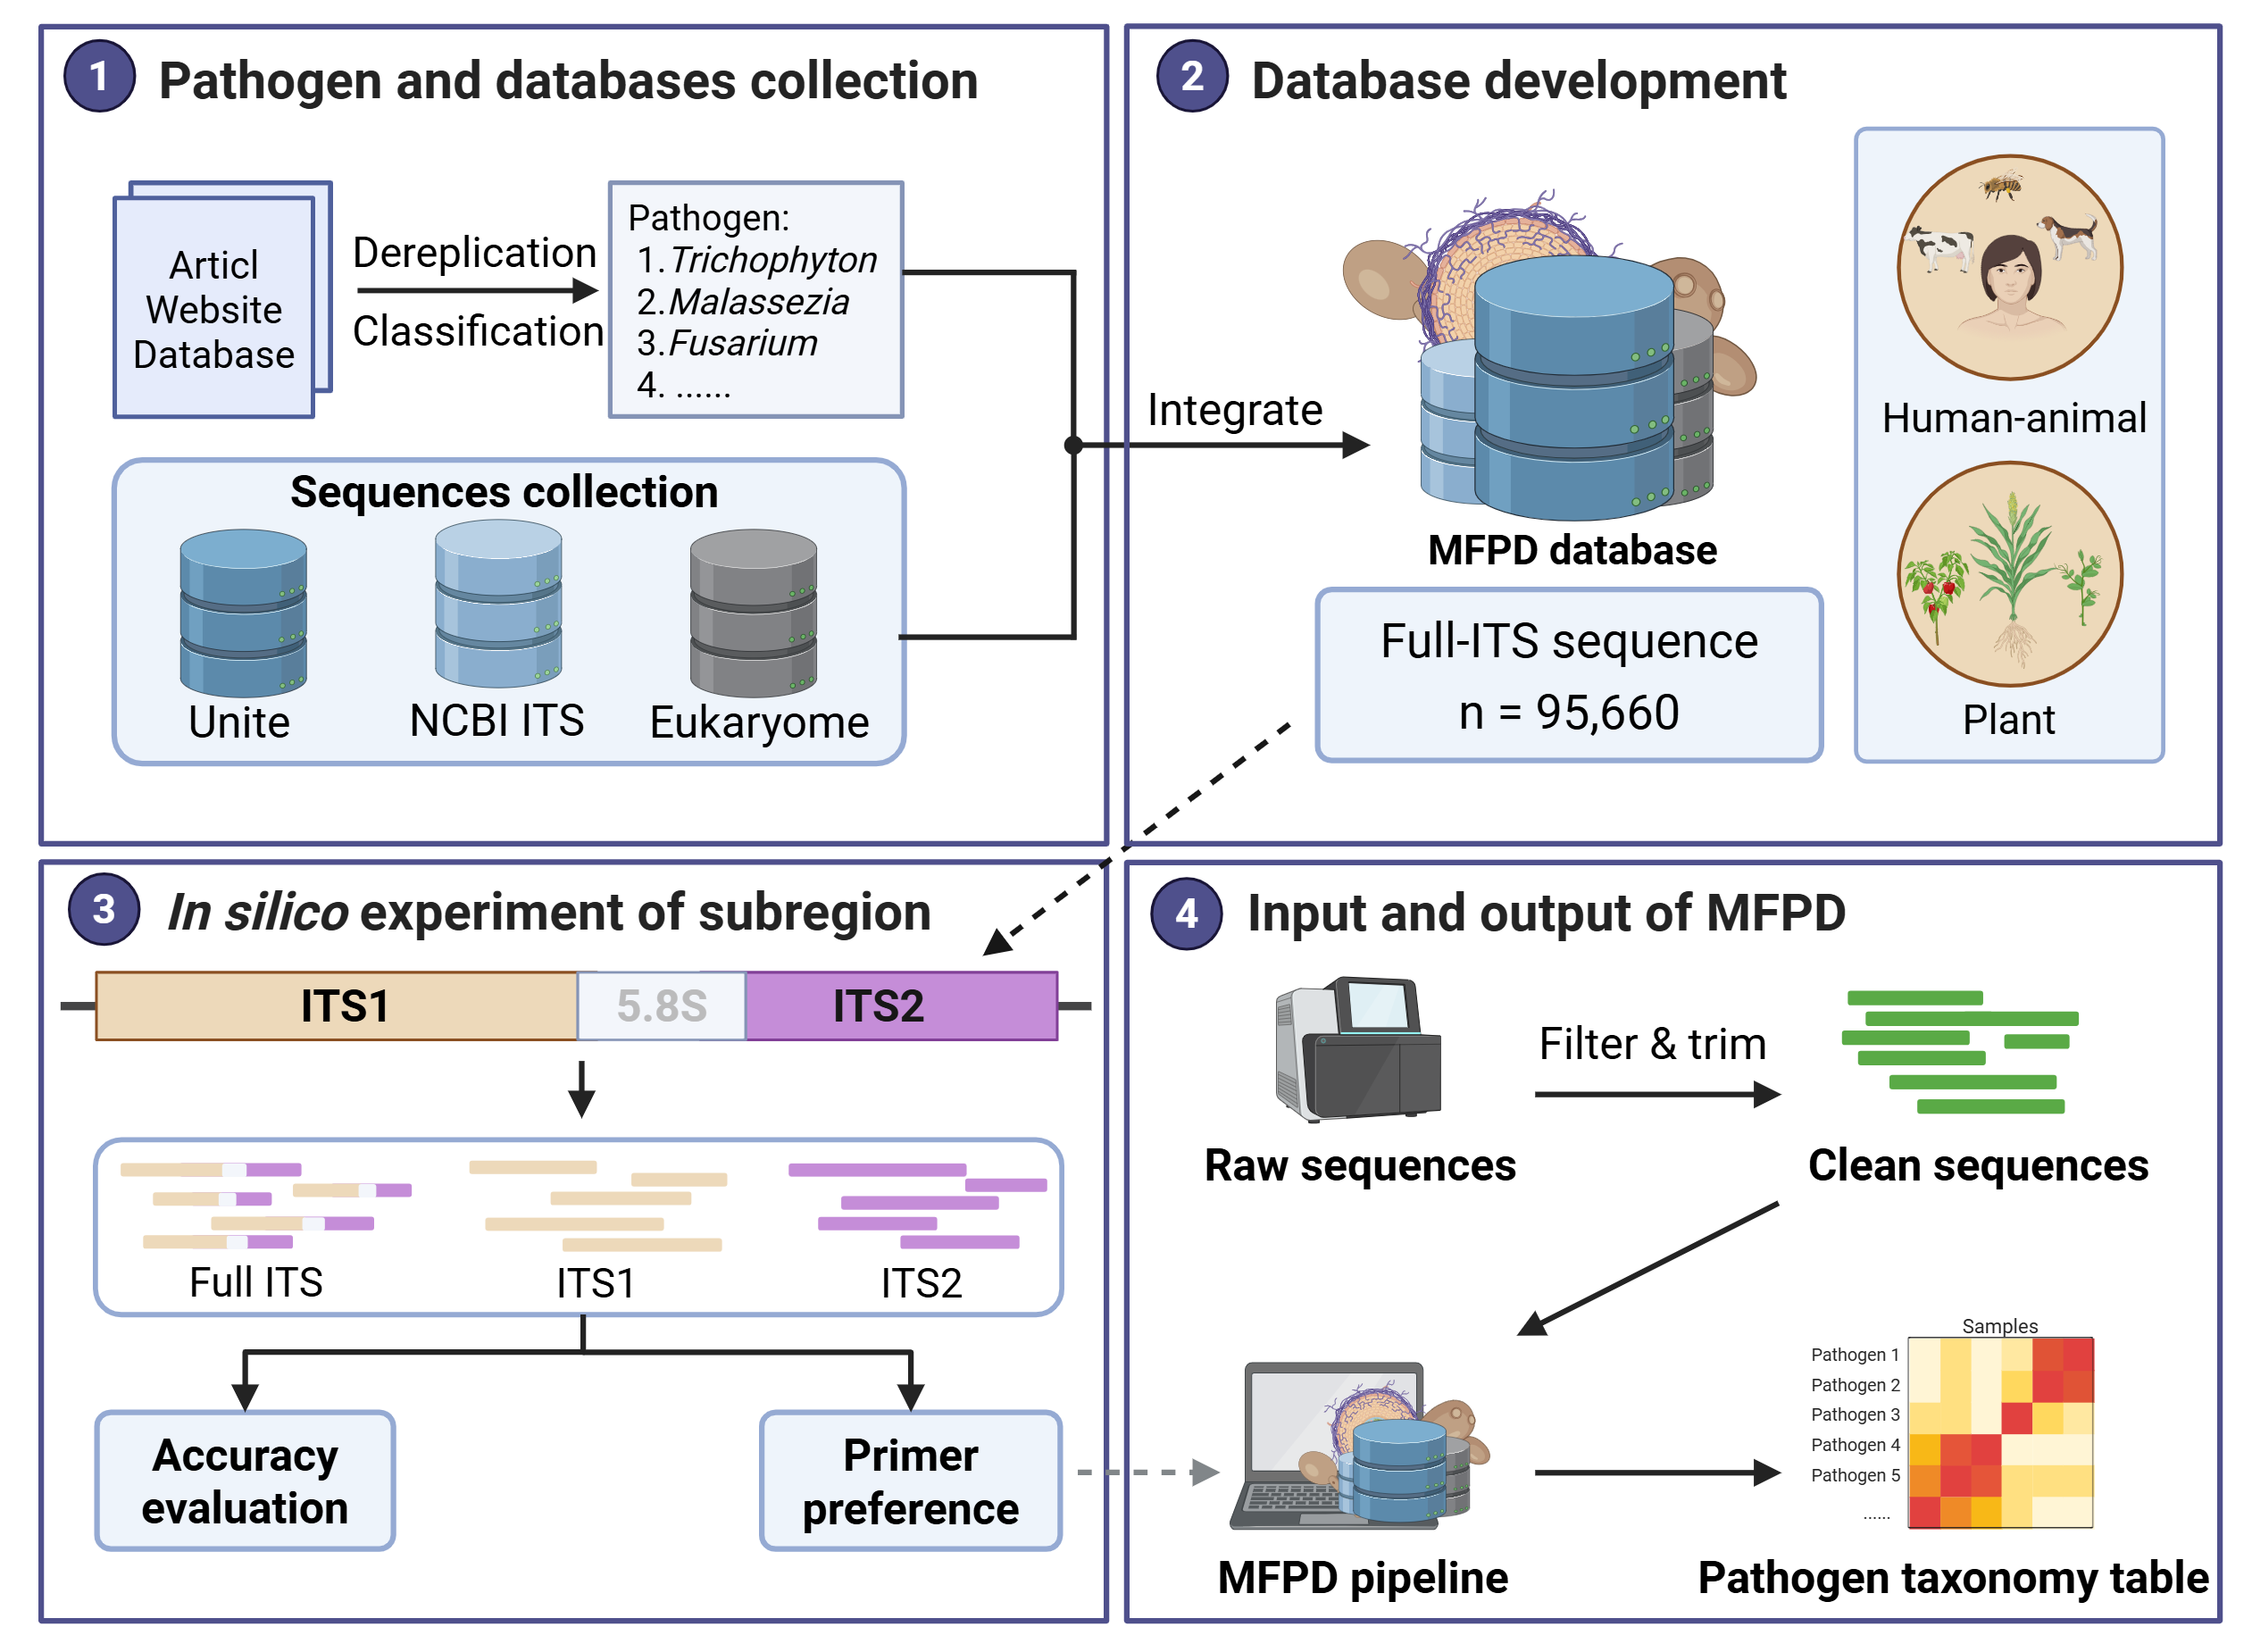 1 Pathogen and databases collection
Articl
Website
Database
Dereplication
Classification
Pathogen:
1.Trichophyton
2.Malassezia
3.Fusarium
4. ......
Sequences collection
Unite
NCBI ITS
Eukaryome
2 Database development
Integrate
MFPD database
Full-ITS sequence
n = 95,660
Human-animal
Plant
3 In silico experiment of subregion
ITS1
5.8S
ITS2
Full ITS
ITS1
ITS2
Accuracy
evaluation
Primer
preference
4 Input and output of MFPD
Raw sequences
Filter & trim
Clean sequences
MFPD pipeline
Samples
Pathogen 1
Pathogen 2
Pathogen 3
Pathogen 4
Pathogen 5
......
Pathogen taxonomy table